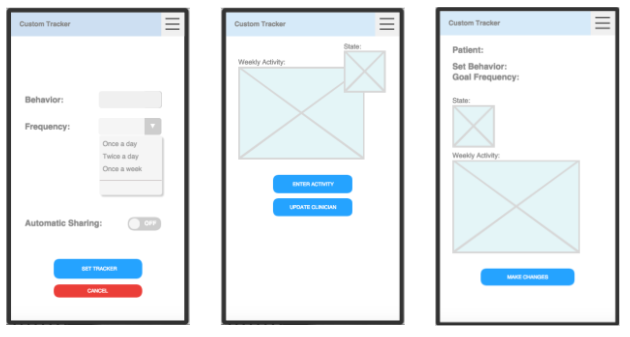 Custom Tracker
Behavior:
Frequency:
Once a day
Twice a day
Once a week
Automatic Sharing:
OFF
SET TRACKER
CANCEL
Custom Tracker
State:
Weekly Activity:
ENTER ACTIVITY
UPDATE CLINICIAN
Custom Tracker
Patient:
Set Behavior:
Goal Frequency:
State:
Weekly Activity:
MAKE CHANGES